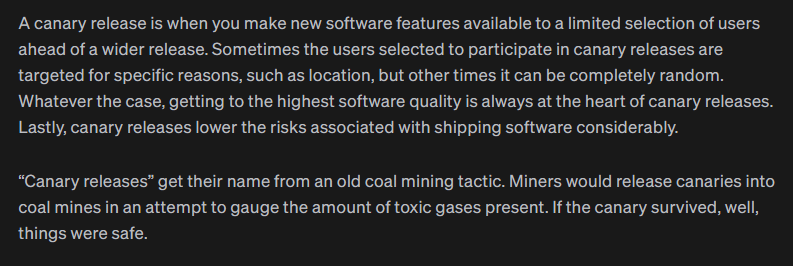 A canary release is when you make new software features available to a limited selection of users
ahead of a wider release. Sometimes the users selected to participate in canary releases are
targeted for specific reasons, such as location, but other times it can be completely random.
Whatever the case, getting to the highest software quality is always at the heart of canary releases.
Lastly, canary releases lower the risks associated with shipping software considerably.
“Canary releases” get their name from an old coal mining tactic. Miners would release canaries into
coal mines in an attempt to gauge the amount of toxic gases present. If the canary survived, well,
things were safe.